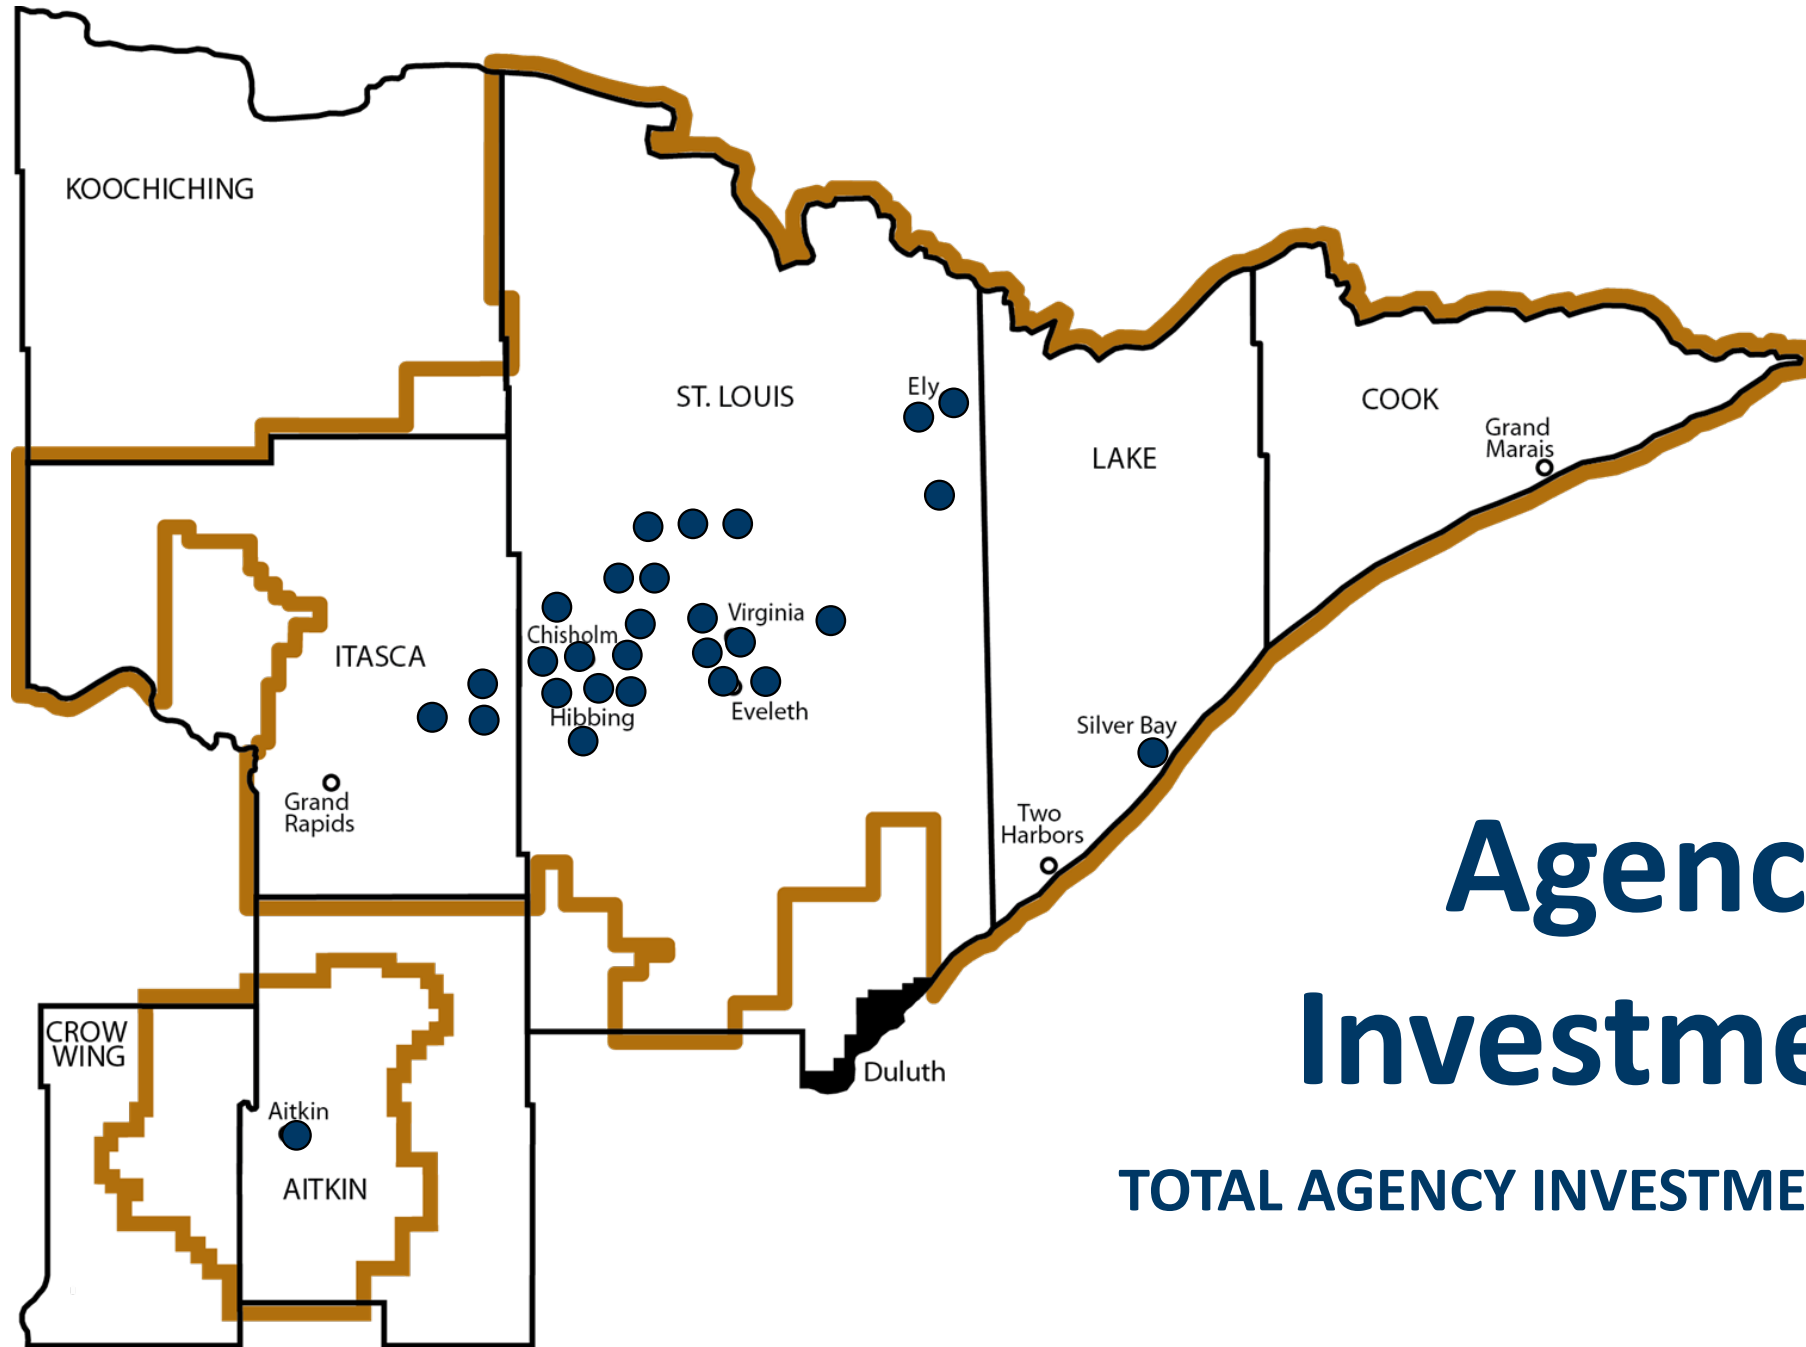 KOOCHICHING
ST. LOUIS
Ely
COOK
Grand
Marais
LAKE
Virginia
Chisholm
ITASCA
Hibbing
Eveleth
Silver Bay
Grand
Rapids
Two
Harbors
Agenc
Investme
CROW
WING
Duluth
Aitkin
AITKIN
TOTAL AGENCY INVESTME